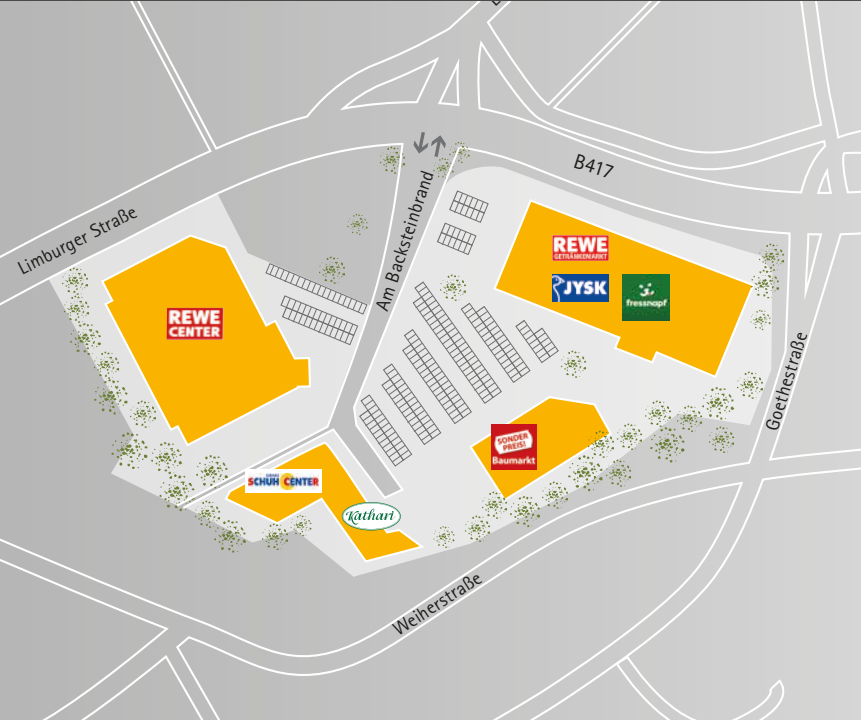 B417
Limburger Straße
Am Backsteinbrand
REWE
GETRÄNKEMARKT
JYSK
fressnapf
REWE
CENTER
Goethestraße
SONDER
PREIS!
Baumarkt
SCHUH CENTER
Kathari
Weiherstraße